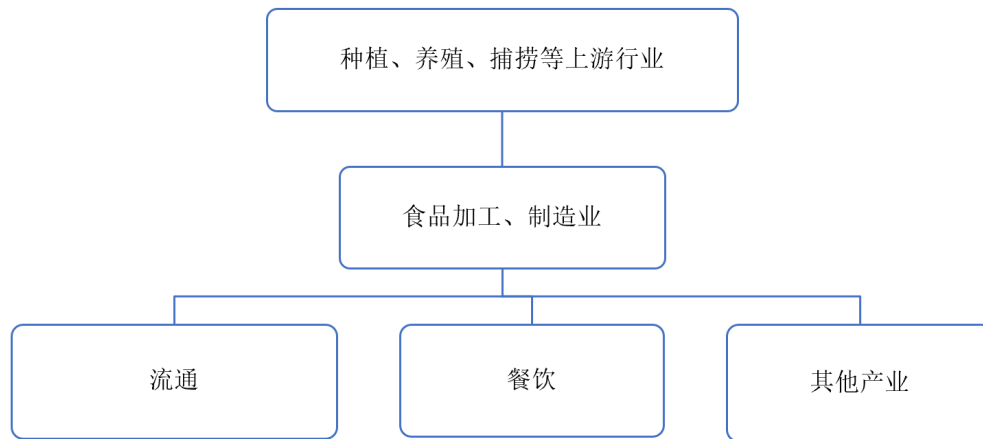 种植、养殖、捕捞等上游行业
食品加工、制造业
流通
餐饮
其他产业